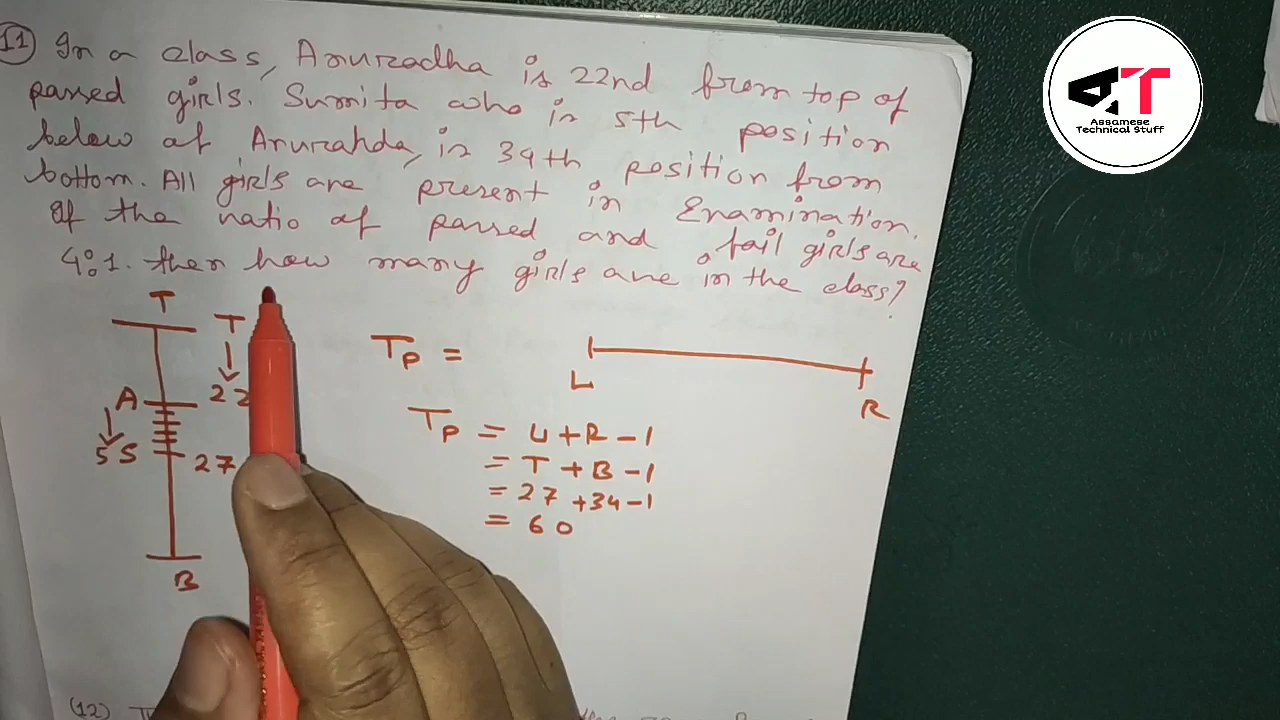 11 In a class, Anuradha is 22nd from top of
passed girls. Sumita who is 5th position
below of Anurahda, is 34th position from
bottom. All girls are present in Examination.
If the ratio of passed and fail girls are
4:1. then how many girls are in the class?
T
T
22
A
5 S
27
B
Tp =
L
R
Tp = L + R - 1
= T + B - 1
= 27 + 34 - 1
= 60
(12)
AT
Assamese
Technical Stuff